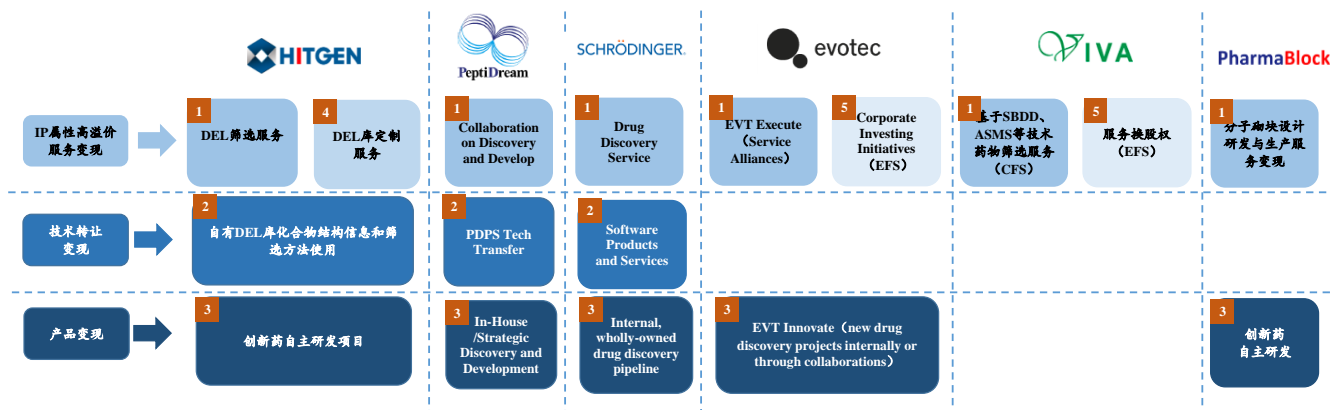 HITGEN
PeptiDream
SCHRÖDINGER
evotec
VIVA
PharmaBlock
IP属性高溢价
服务变现
1
DEL筛选服务
4
DEL库定制
服务
1
Collaboration
on Discovery
and Develop
1
Drug
Discovery
Service
1
EVT Execute
（Service
Alliances）
5
Corporate
Investing
Initiatives
(EFS)
1
基于SBDD、
ASMS等技术
药物筛选服务
（CFS）
5
服务换股权
（EFS）
1
分子砌块设计
研发与生产服
务变现
技术转让
变现
2
自有DEL库化合物结构信息和筛
选方法使用
2
PDPS Tech
Transfer
2
Software
Products
and Services
产品变现
3
创新药自主研发项目
3
In-House
/Strategic
Discovery and
Development
3
Internal,
wholly-owned
drug discovery
pipeline
3
EVT Innovate（new drug
discovery projects internally or
through collaborations）
3
创新药
自主研发